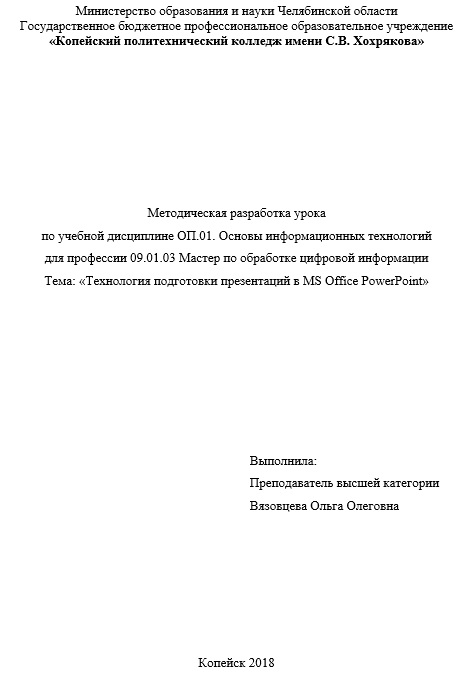 Министерство образования и науки Челябинской области
Государственное бюджетное профессиональное образовательное учреждение
«Копейский политехнический колледж имени С.В. Хохрякова»
Методическая разработка урока
по учебной дисциплине ОП.01. Основы информационных технологий
для профессии 09.01.03 Мастер по обработке цифровой информации
Тема: «Технология подготовки презентаций в MS Office PowerPoint»
Выполнила:
Преподаватель высшей категории
Вязовцева Ольга Олеговна
Копейск 2018